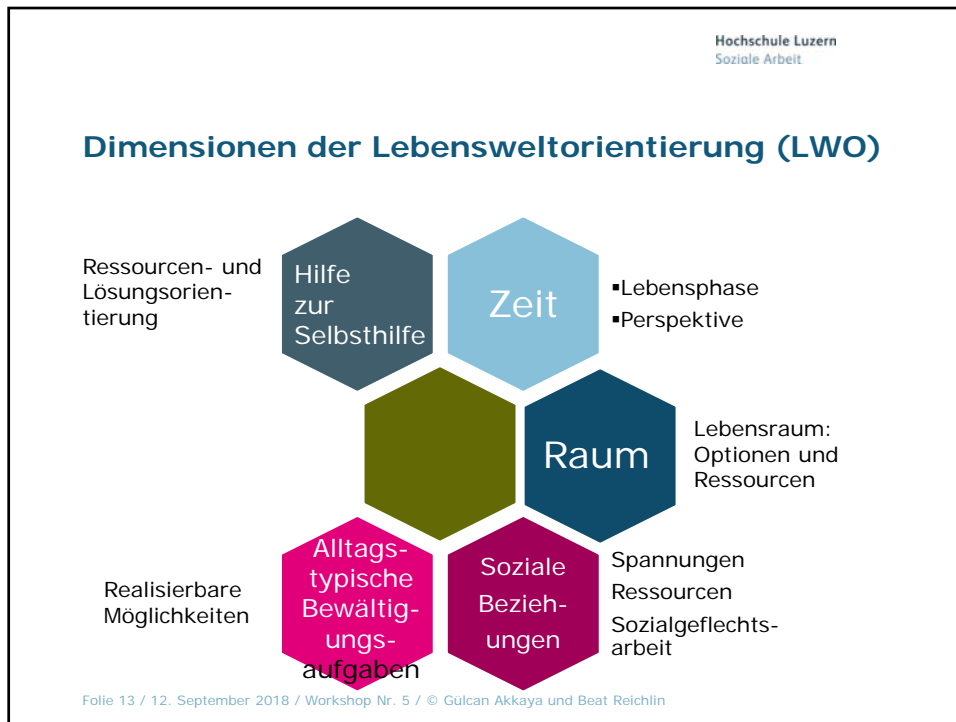 Hochschule Luzern
Soziale Arbeit
Dimensionen der Lebensweltorientierung (LWO)
Ressourcen- und
Lösungsorien-
tierung
Hilfe
zur
Selbsthilfe
Zeit
▪Lebensphase
▪Perspektive
Raum
Lebensraum:
Optionen und
Ressourcen
Realisierbare
Möglichkeiten
Alltags-
typische
Bewältig-
ungs-
aufgaben
Soziale
Bezieh-
ungen
Spannungen
Ressourcen
Sozialgeflechts-
arbeit
Folie 13 / 12. September 2018 / Workshop Nr. 5 / © Gülcan Akkaya und Beat Reichlin